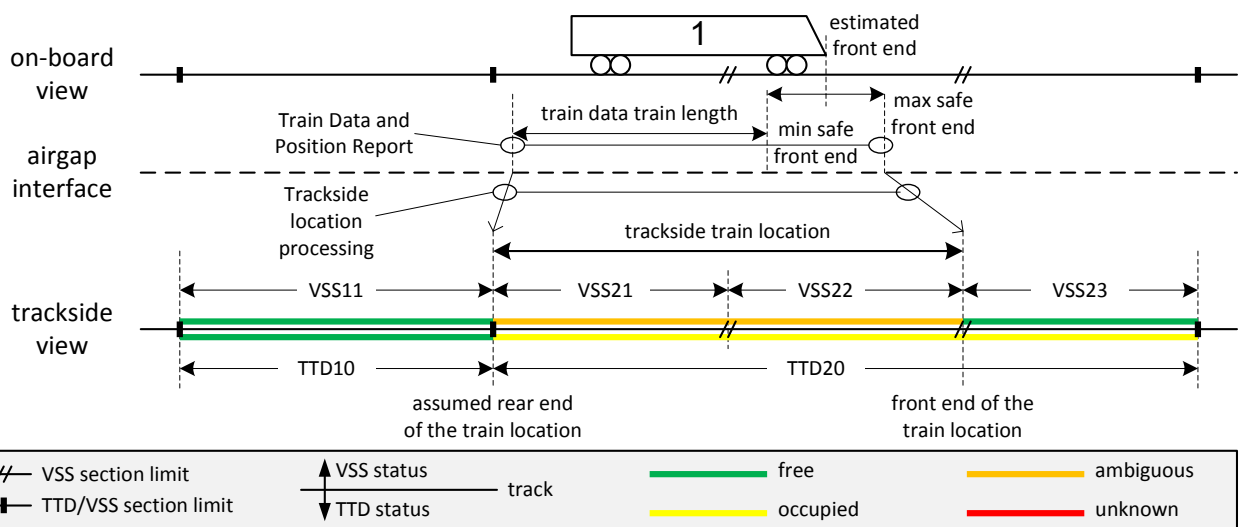 1
estimated
front end
on-board
view
Train Data and
Position Report
train data train length
min safe
front end
max safe
front end
airgap
interface
Trackside
location
processing
trackside train location
VSS11
VSS21
VSS22
VSS23
trackside
view
TTD10
TTD20
assumed rear end
of the train location
front end of the
train location
VSS section limit
TTD/VSS section limit
VSS status
track
TTD status
free
occupied
ambiguous
unknown